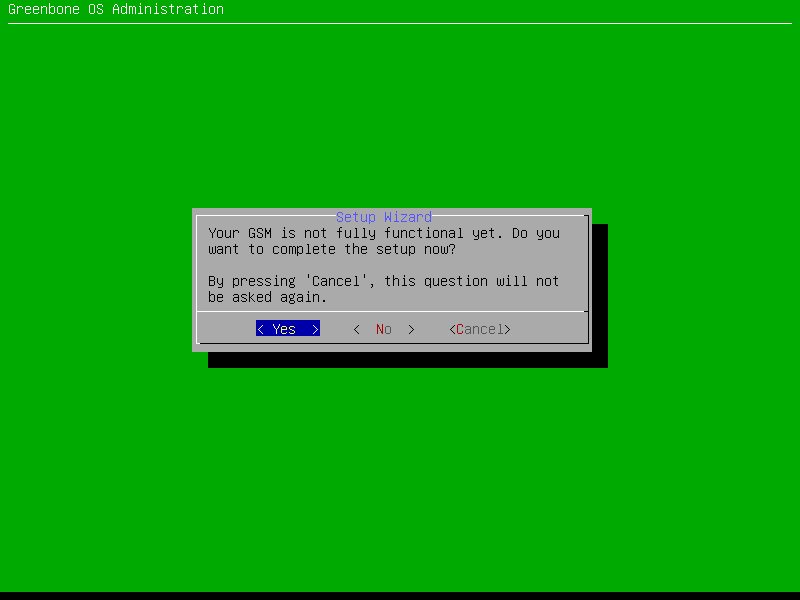 Greenbone OS Administration
Setup Wizard
Your GSM is not fully functional yet. Do you
want to complete the setup now?
By pressing 'Cancel', this question will not
be asked again.
< Yes > < No > <Cancel>